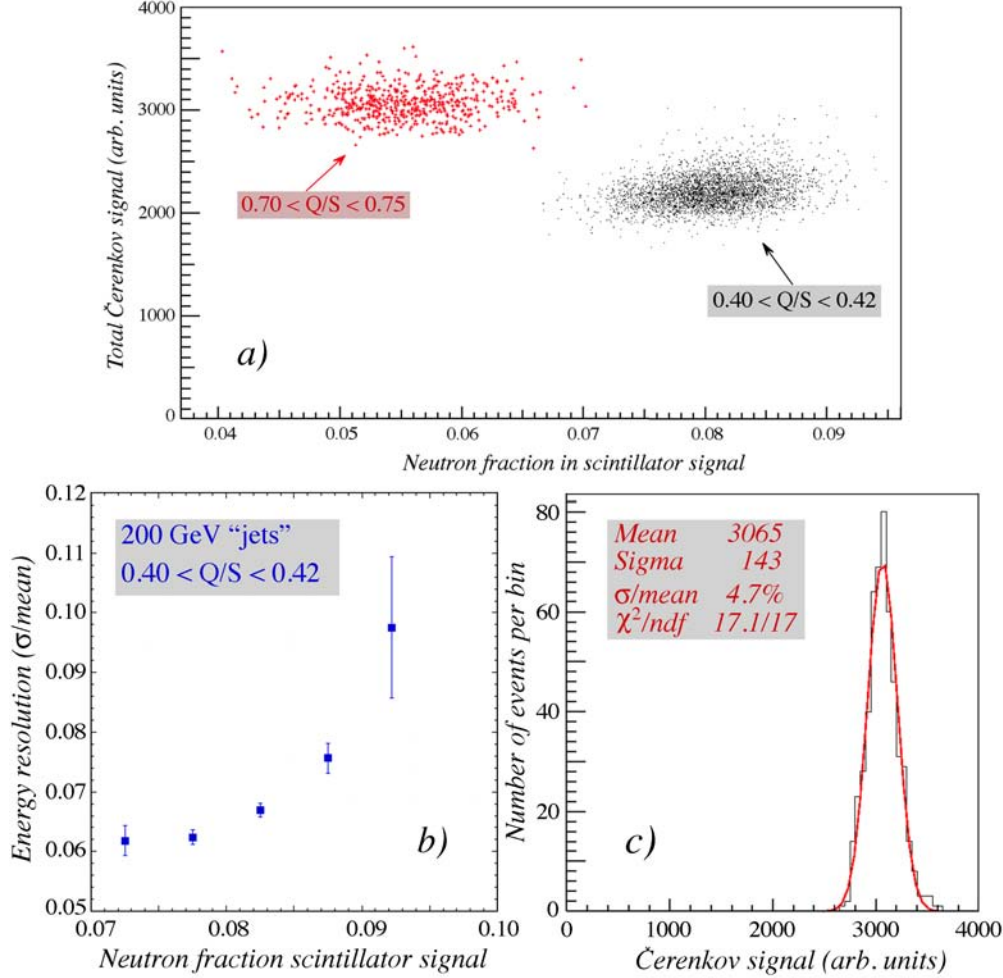 Total Čerenkov signal (arb. units)
4000
3000
2000
1000
0
0.70 < Q/S < 0.75
0.40 < Q/S < 0.42
a)
0.04 0.05 0.06 0.07 0.08 0.09
Neutron fraction in scintillator signal
Energy resolution (σ/mean)
0.12
0.11
0.10
0.09
0.08
0.07
0.06
0.05
200 GeV “jets”
0.40 < Q/S < 0.42
b)
0.07 0.08 0.09 0.10
Neutron fraction scintillator signal
Number of events per bin
80
60
40
20
0
Mean 3065
Sigma 143
σ/mean 4.7%
χ²/ndf 17.1/17
c)
0 1000 2000 3000 4000
Čerenkov signal (arb. units)